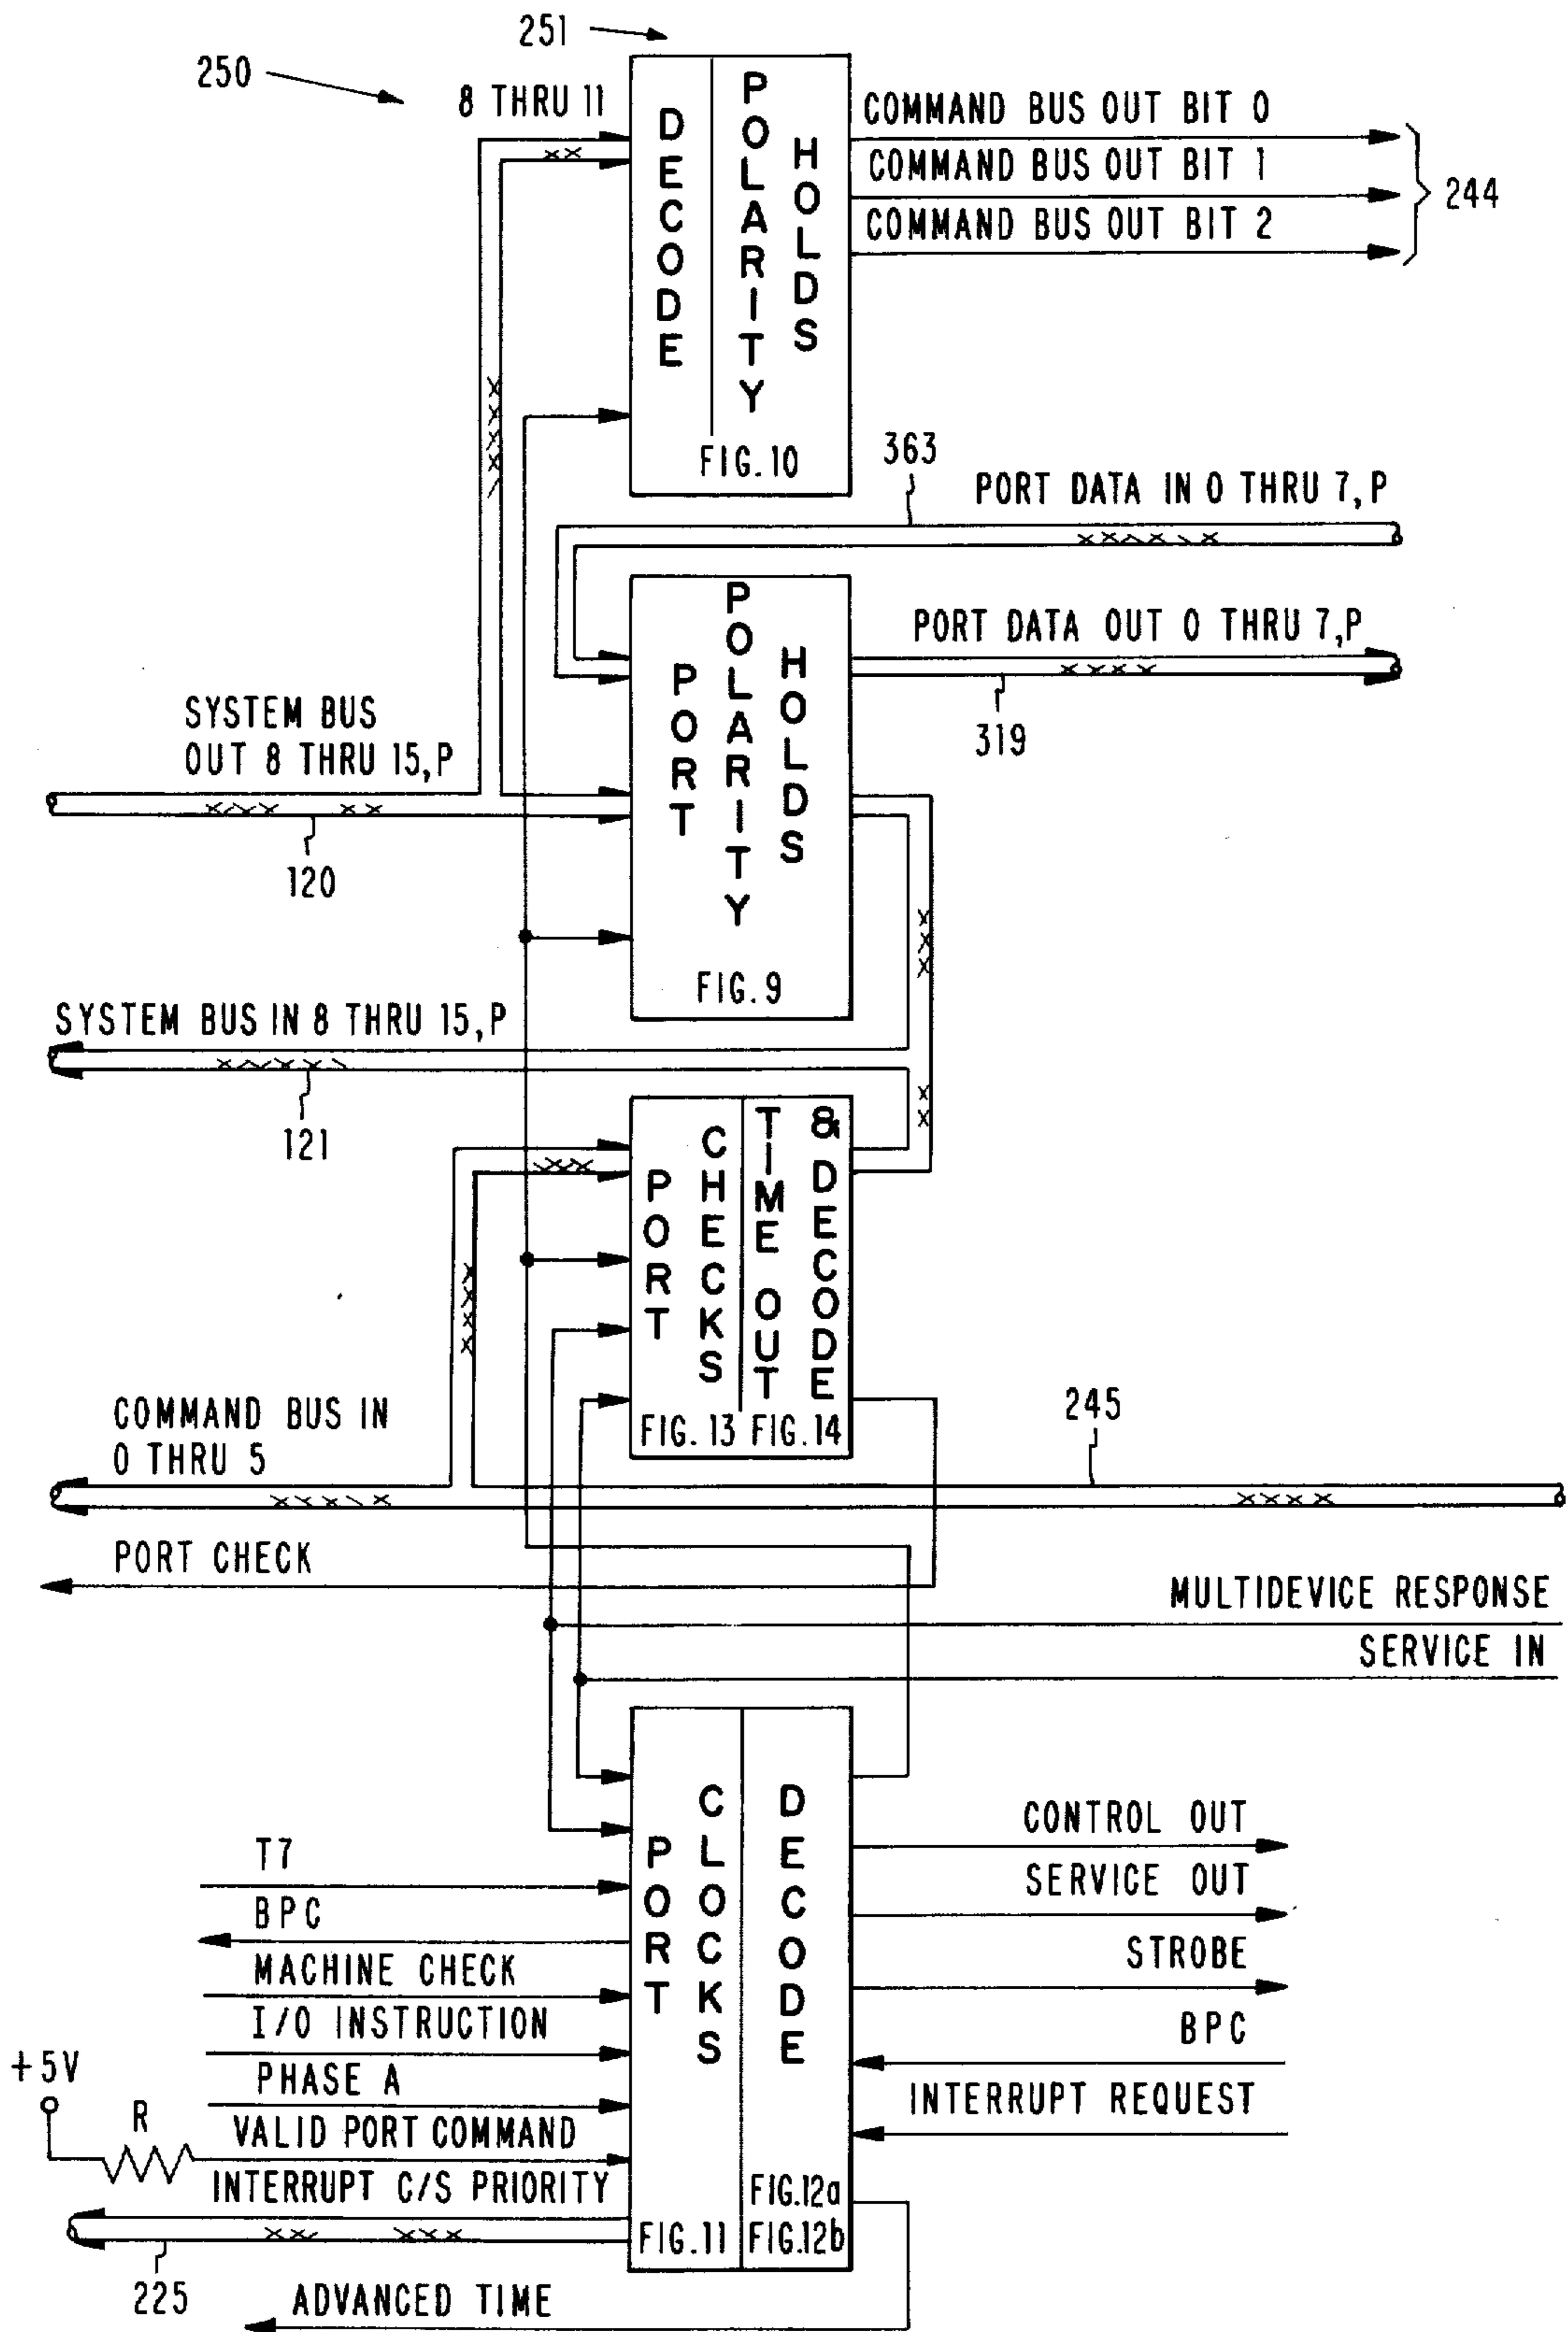 251
250
8 THRU 11
DECODE
POLARITY
HOLDS
FIG. 10
COMMAND BUS OUT BIT 0
COMMAND BUS OUT BIT 1
COMMAND BUS OUT BIT 2
244
363
PORT DATA IN 0 THRU 7, P
PORT
POLARITY
HOLDS
FIG. 9
PORT DATA OUT 0 THRU 7,P
319
SYSTEM BUS
OUT 8 THRU 15,P
120
SYSTEM BUS IN 8 THRU 15,P
121
PORT
CHECKS
TIME OUT
& DECODE
FIG. 13
FIG. 14
COMMAND BUS IN
0 THRU 5
245
PORT CHECK
MULTIDEVICE RESPONSE
SERVICE IN
PORT
CLOCKS
DECODE
T7
BPC
MACHINE CHECK
I/O INSTRUCTION
PHASE A
+5V
R
VALID PORT COMMAND
INTERRUPT C/S PRIORITY
225
ADVANCED TIME
CONTROL OUT
SERVICE OUT
STROBE
BPC
INTERRUPT REQUEST
FIG.11
FIG.12a
FIG.12b